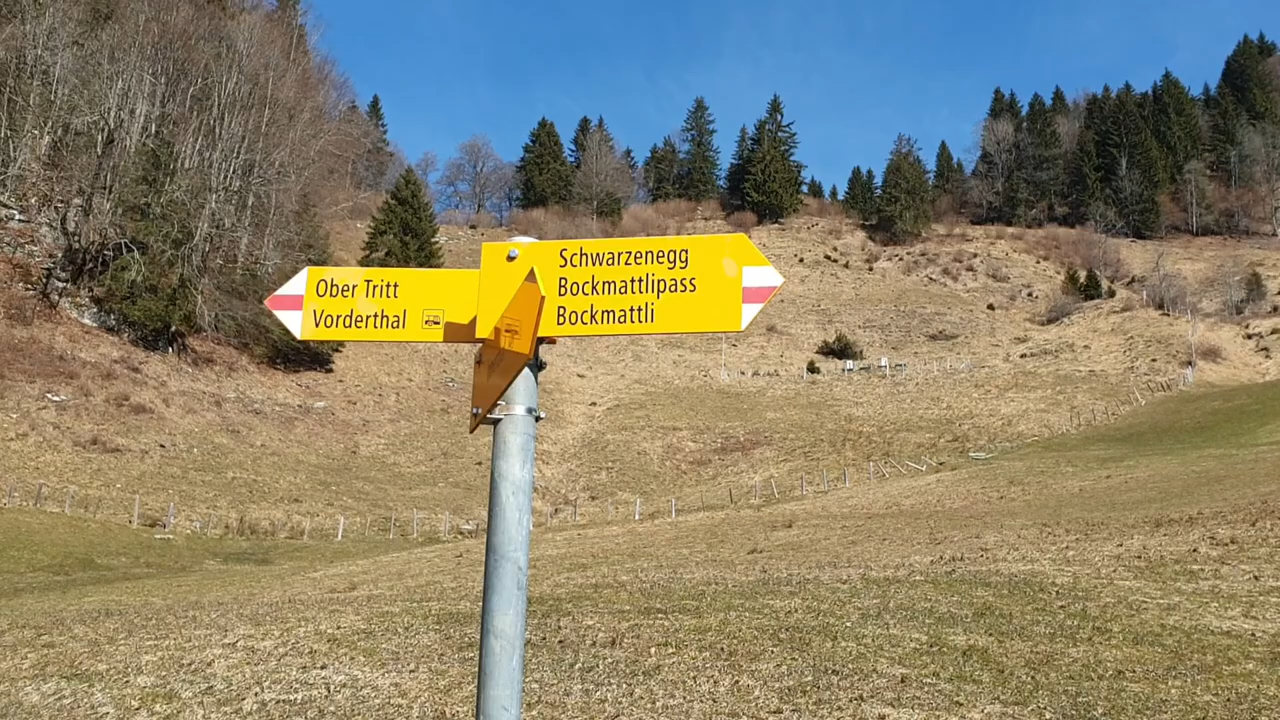 Ober Tritt
Vorderthal
Schwarzenegg
Bockmattlipass
Bockmattli